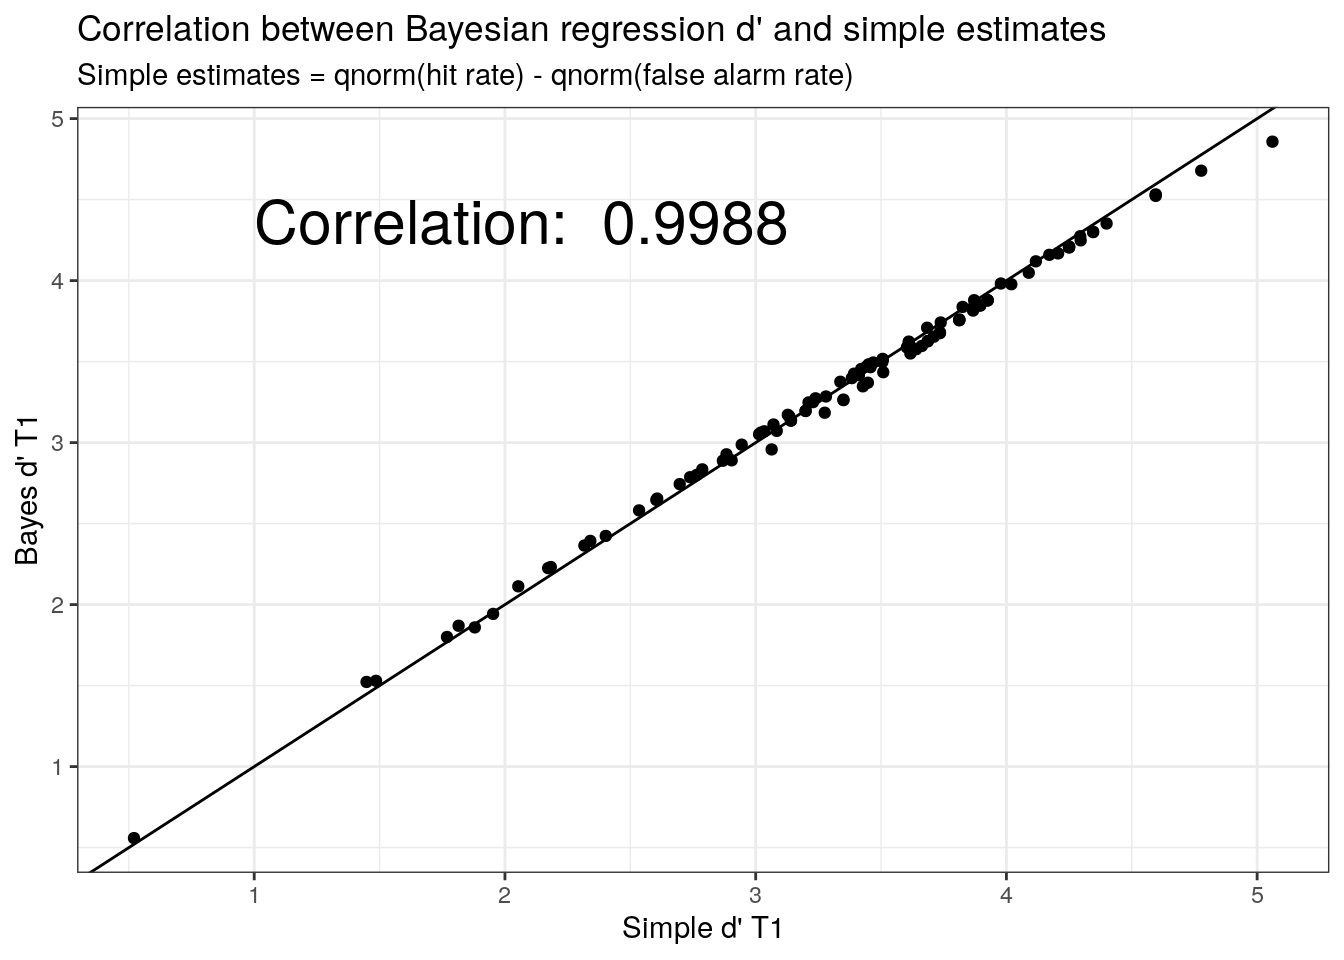 Correlation between Bayesian regression d' and simple estimates
Simple estimates = qnorm(hit rate) - qnorm(false alarm rate)
Correlation:  0.9988
5
4
3
2
1
Bayes d' T1
1 2 3 4 5
Simple d' T1